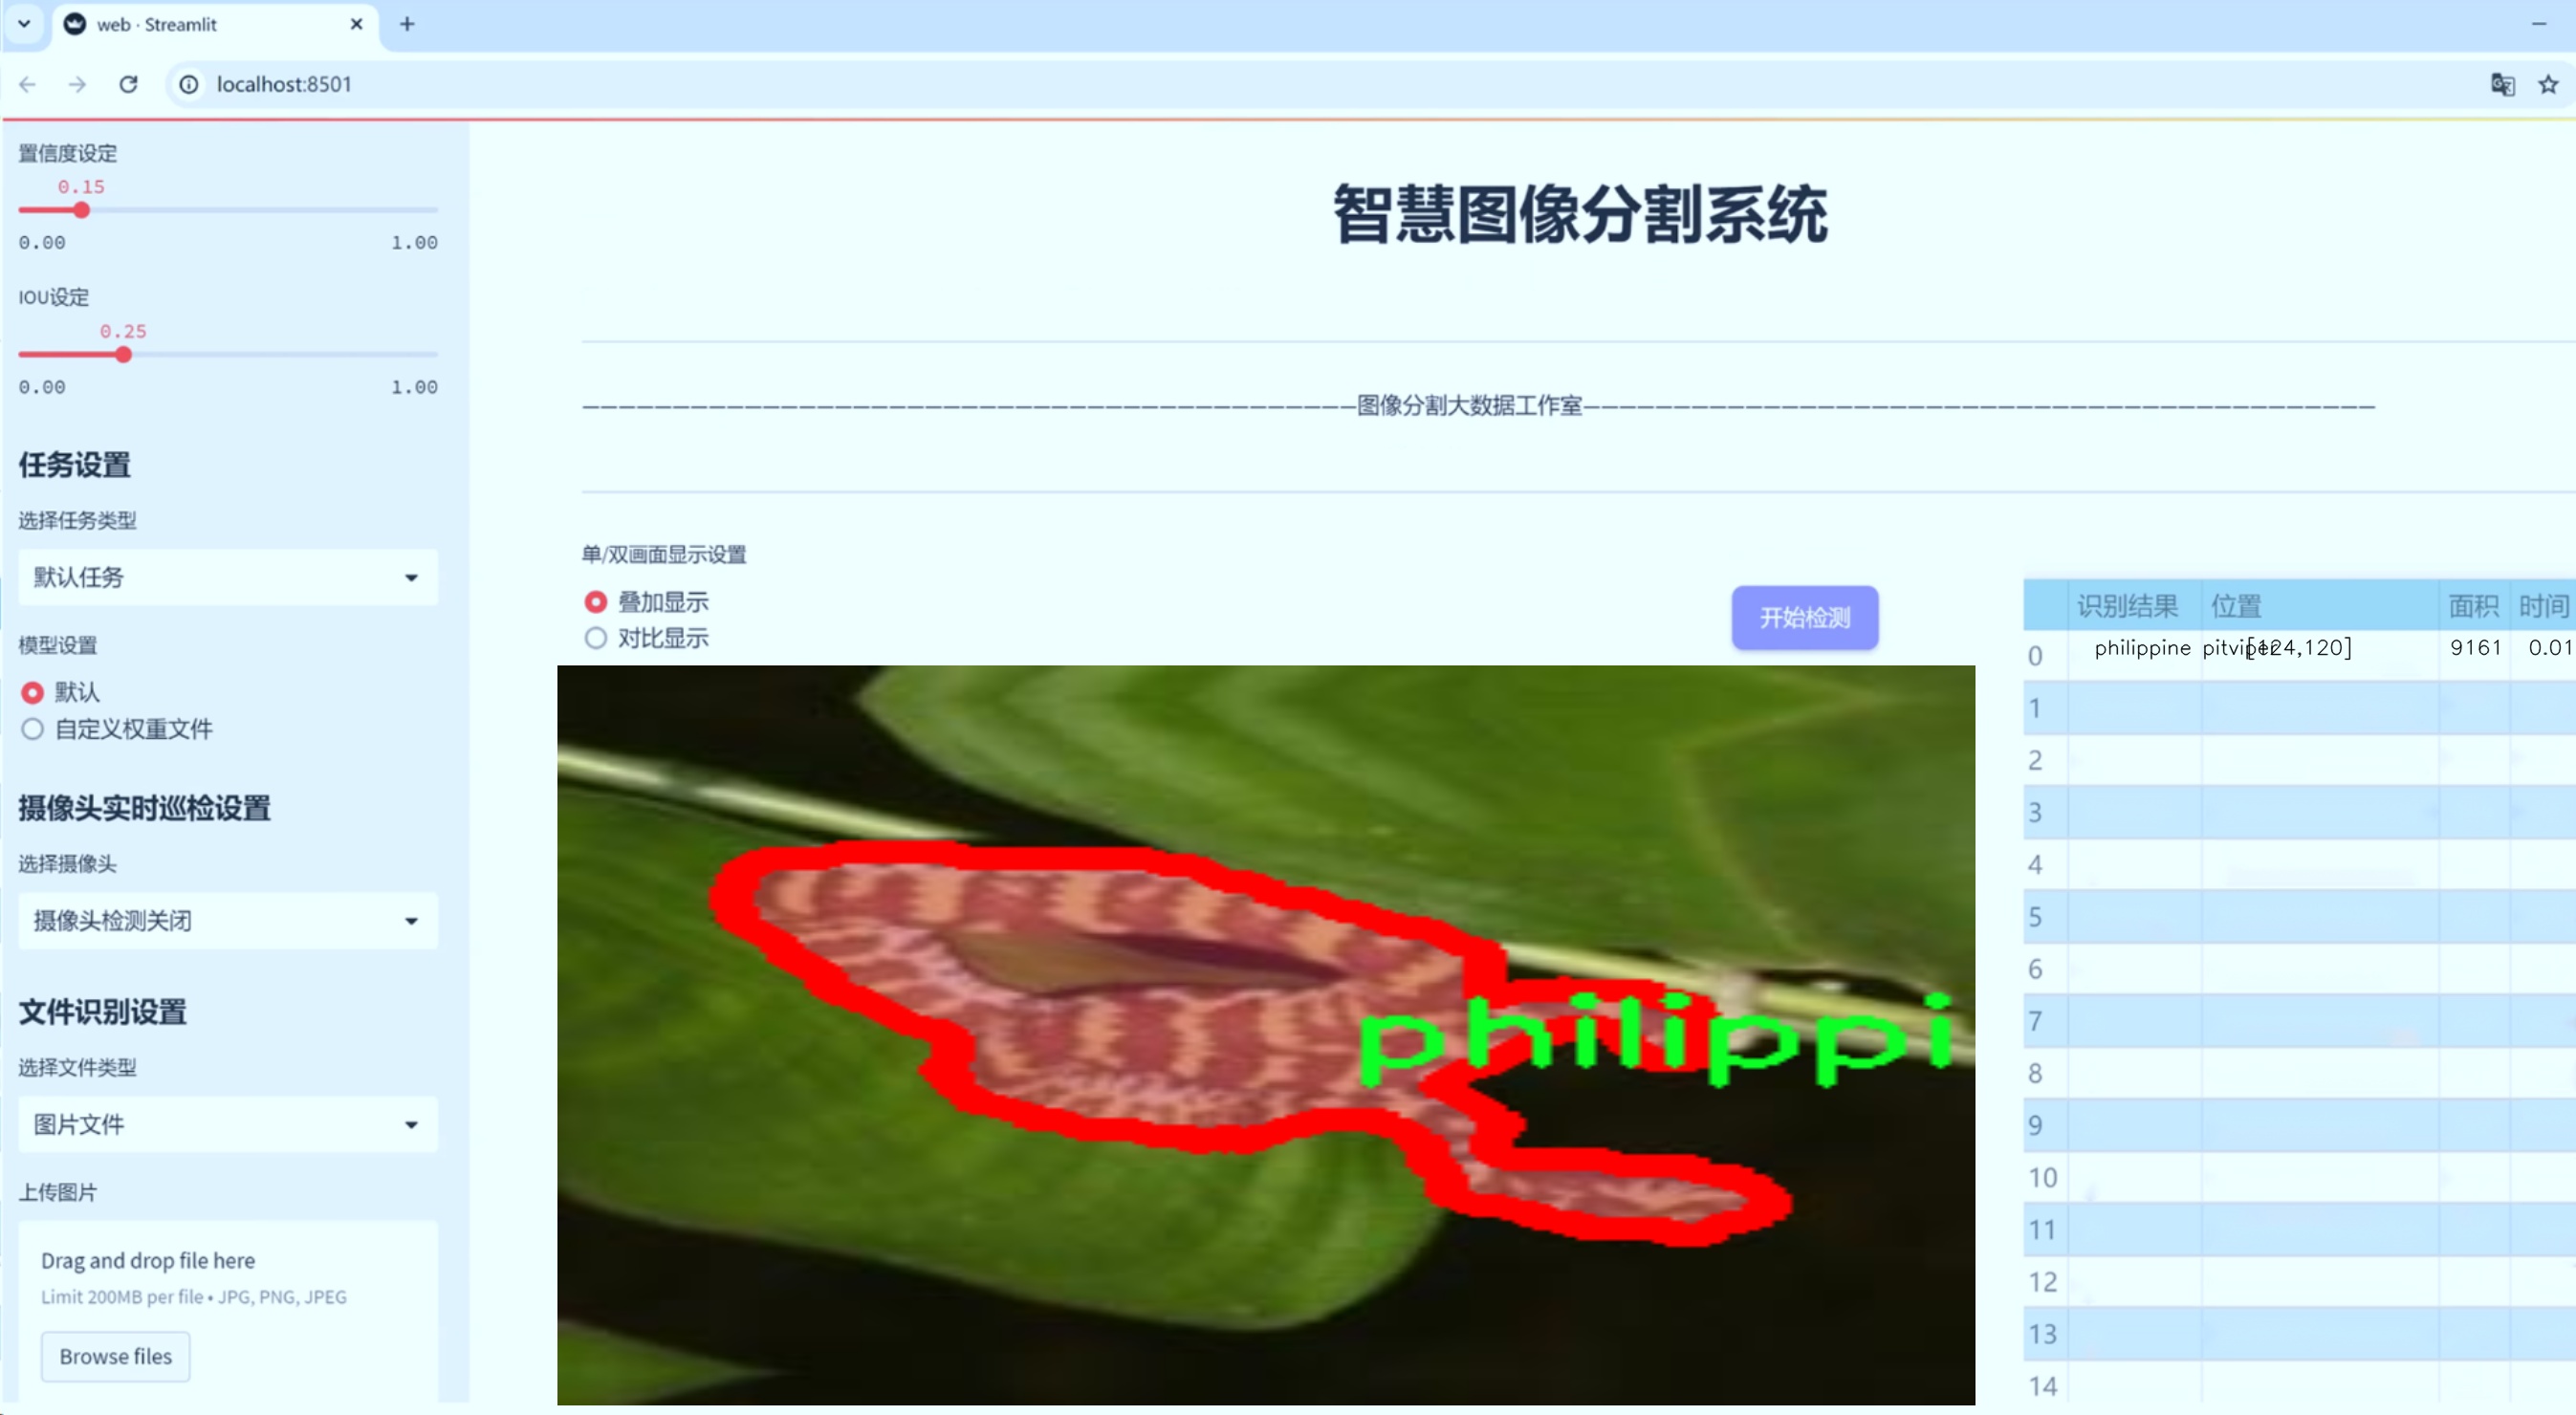 web · Streamlit
localhost:8501
置信度设定
0.15
0.00 1.00
IOU设定
0.25
0.00 1.00
任务设置
选择任务类型
默认任务
模型设置
默认
自定义权重文件
摄像头实时巡检设置
选择摄像头
摄像头检测关闭
文件识别设置
选择文件类型
图片文件
上传图片
Drag and drop file here
Limit 200MB per file • JPG, PNG, JPEG
Browse files
智慧图像分割系统
———————————————————————————————————————————图像分割大数据工作室————————————————————————————————————————————
单/双画面显示设置
叠加显示
对比显示
开始检测
philippi
识别结果 位置 面积 时间
0 philippine pitviper [124,120] 9161 0.01
1
2
3
4
5
6
7
8
9
10
11
12
13
14